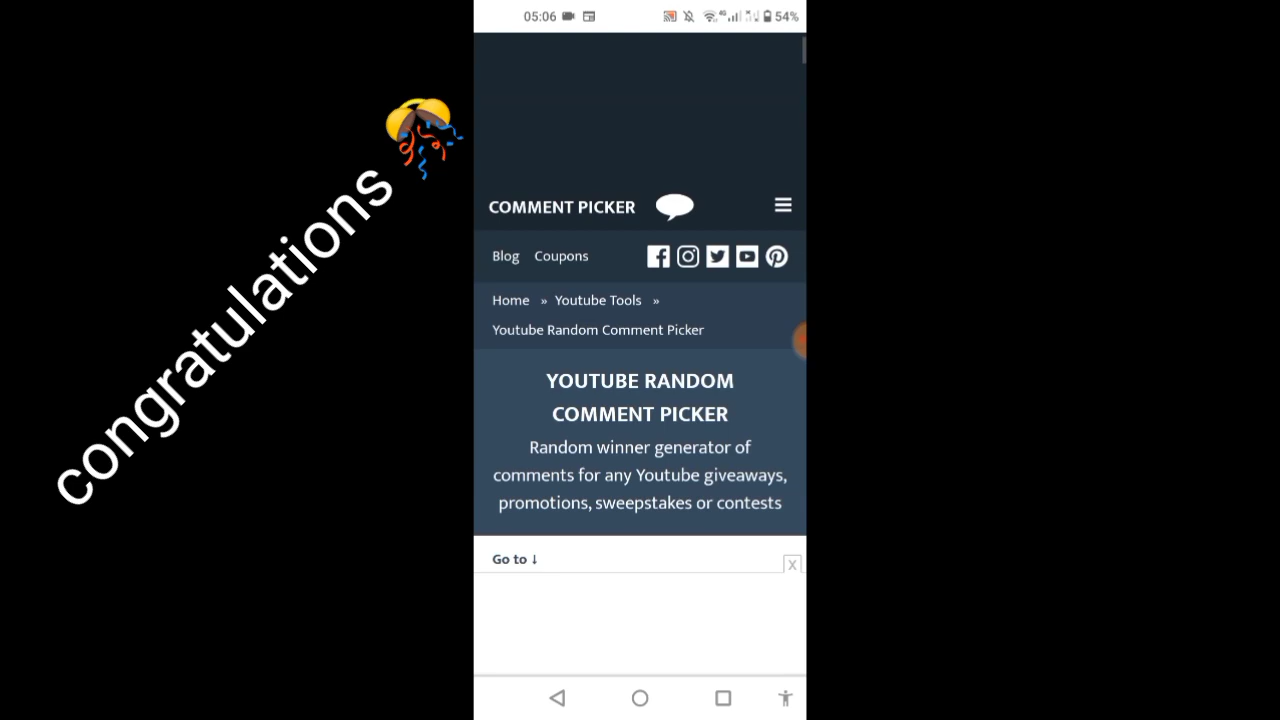 congratulations
05:06
4G
54%
COMMENT PICKER
Blog Coupons
Home » Youtube Tools »
Youtube Random Comment Picker
YOUTUBE RANDOM
COMMENT PICKER
Random winner generator of
comments for any Youtube giveaways,
promotions, sweepstakes or contests
Go to ↓
X